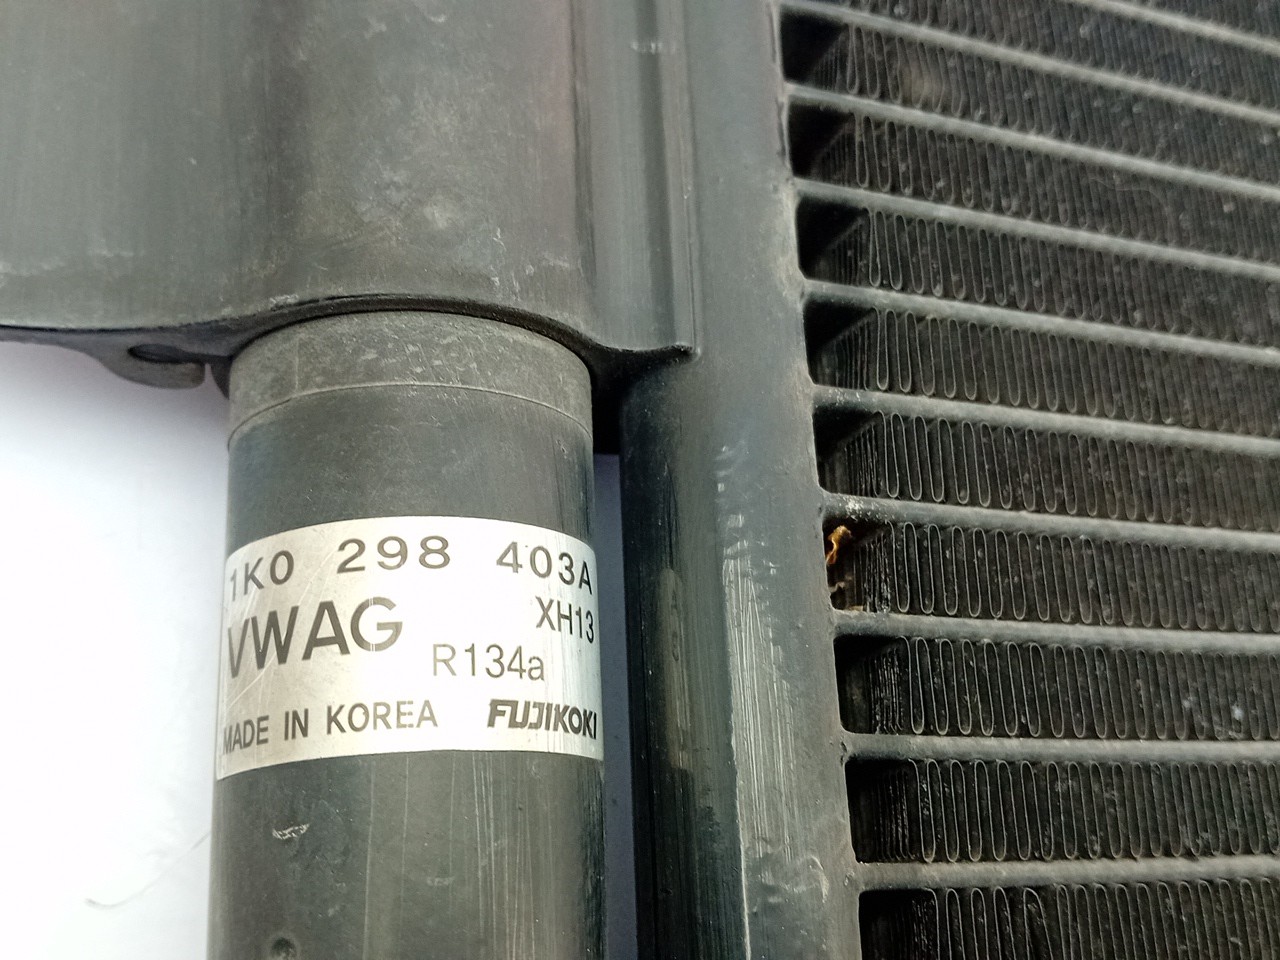 1K0 298 403A
VWAG XH13
R134a
MADE IN KOREA FUJIKOKI